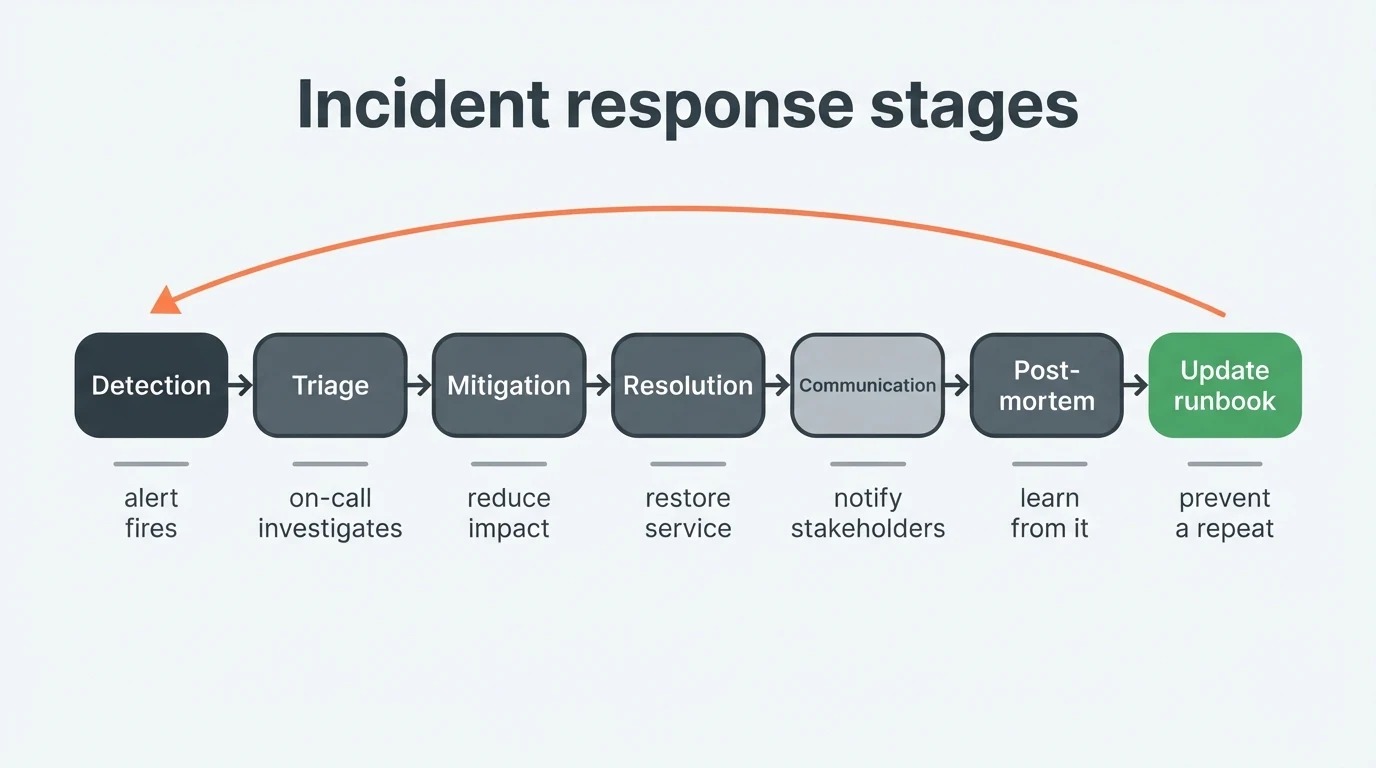 Incident response stages
Detection
Triage
Mitigation
Resolution
Communication
Post-
mortem
Update
runbook
alert
fires
on-call
investigates
reduce
impact
restore
service
notify
stakeholders
learn
from it
prevent
a repeat